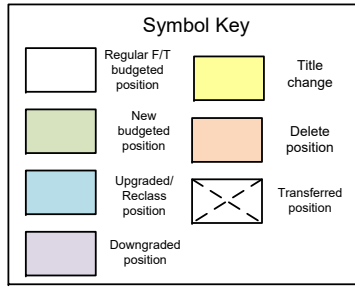 Symbol Key
Regular F/T
budgeted
position
New
budgeted
position
Upgraded/
Reclass
position
Downgraded
position
Title
change
Delete
position
Transferred
position